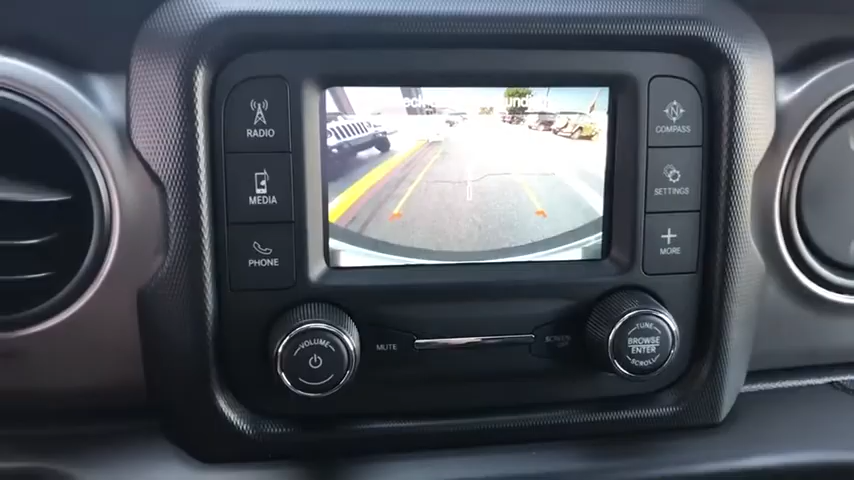 RADIO
COMPASS
MEDIA
SETTINGS
PHONE
MORE
VOLUME
MUTE
SCREEN
OFF
TUNE
BROWSE
ENTER
SCROLL